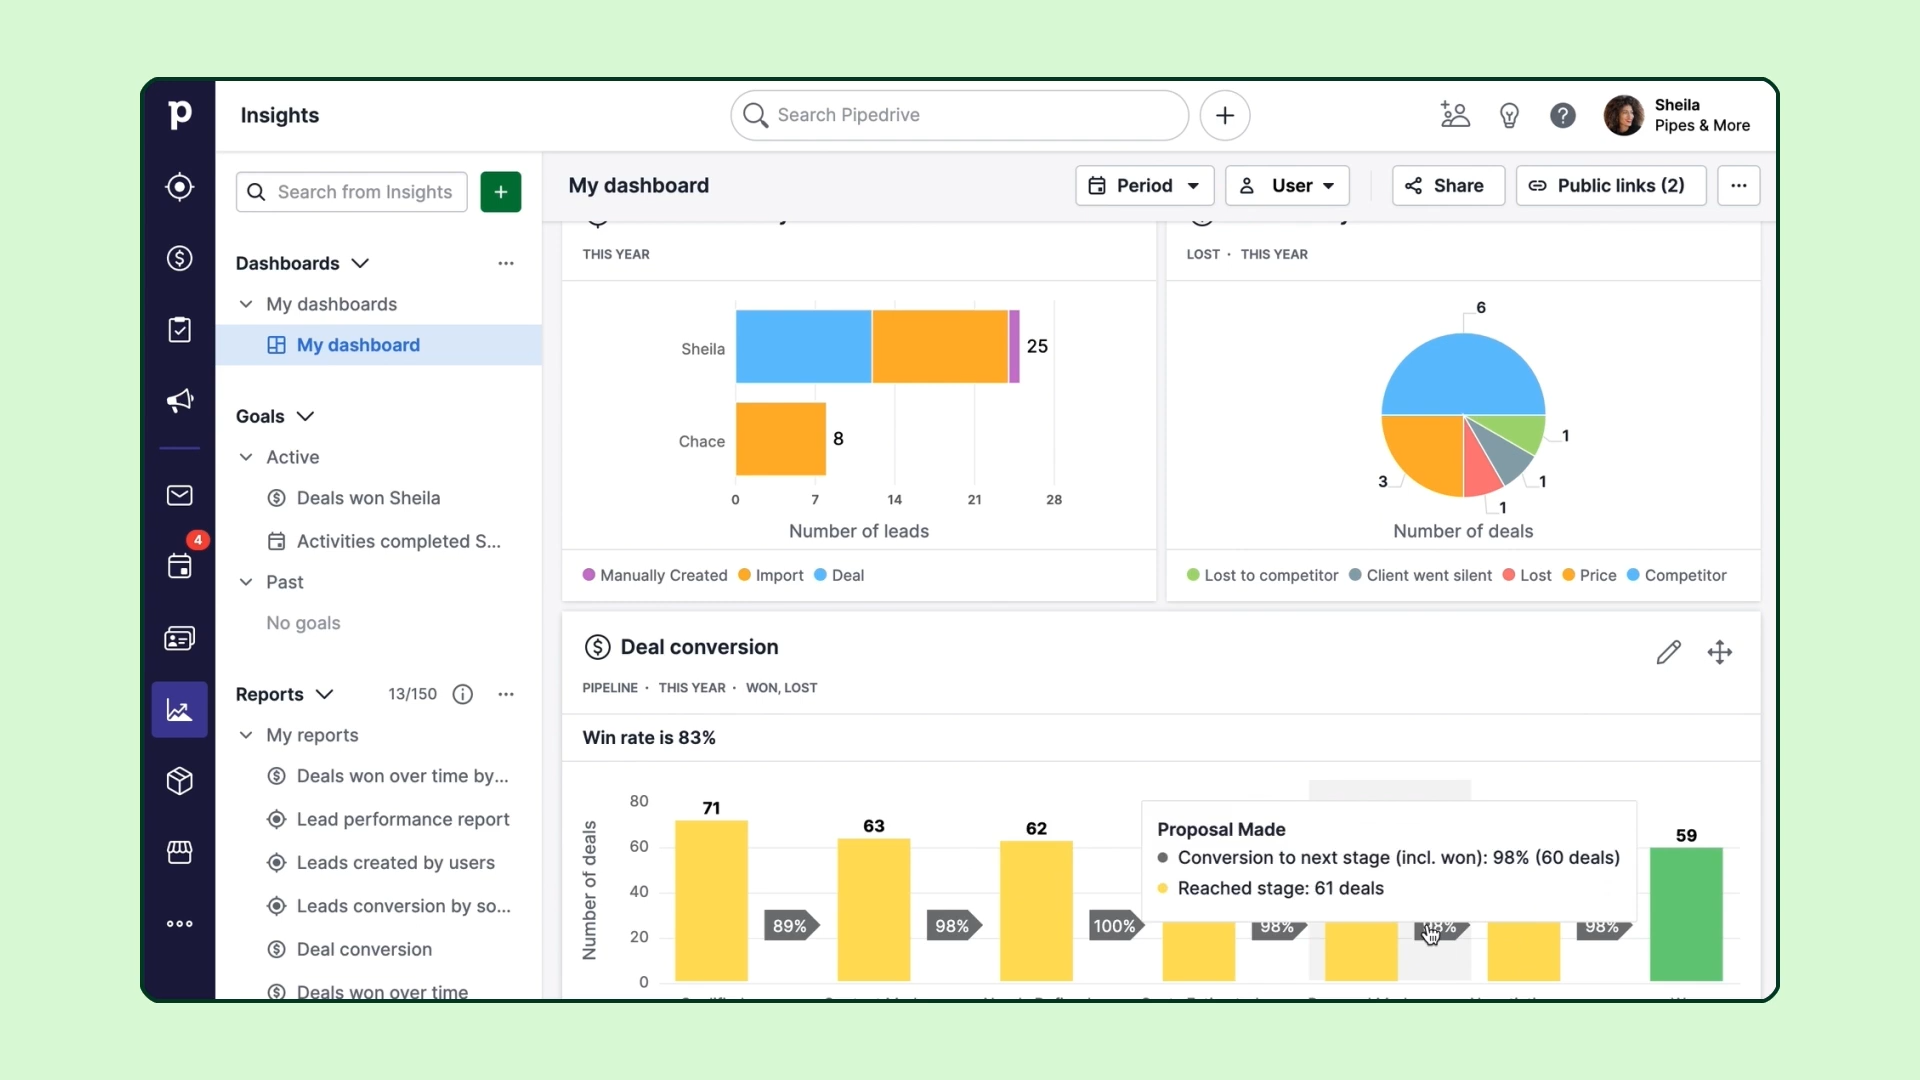 p
Insights
Search Pipedrive
Sheila
Pipes & More
Search from Insights
Dashboards
My dashboards
My dashboard
Goals
Active
Deals won Sheila
Activities completed S...
Past
No goals
Reports
13/150
My reports
Deals won over time by...
Lead performance report
Leads created by users
Leads conversion by so...
Deal conversion
Deals won over time
4
My dashboard
Period
User
Share
Public links (2)
THIS YEAR
Sheila
25
Chace
8
0 7 14 21 28
Number of leads
Manually Created Import Deal
LOST · THIS YEAR
6
1
1
1
3
Number of deals
Lost to competitor Client went silent Lost Price Competitor
Deal conversion
PIPELINE · THIS YEAR · WON, LOST
Win rate is 83%
Number of deals
80
60
40
20
0
71
63
62
59
89%
98%
100%
98%
98%
98%
Proposal Made
Conversion to next stage (incl. won): 98% (60 deals)
Reached stage: 61 deals